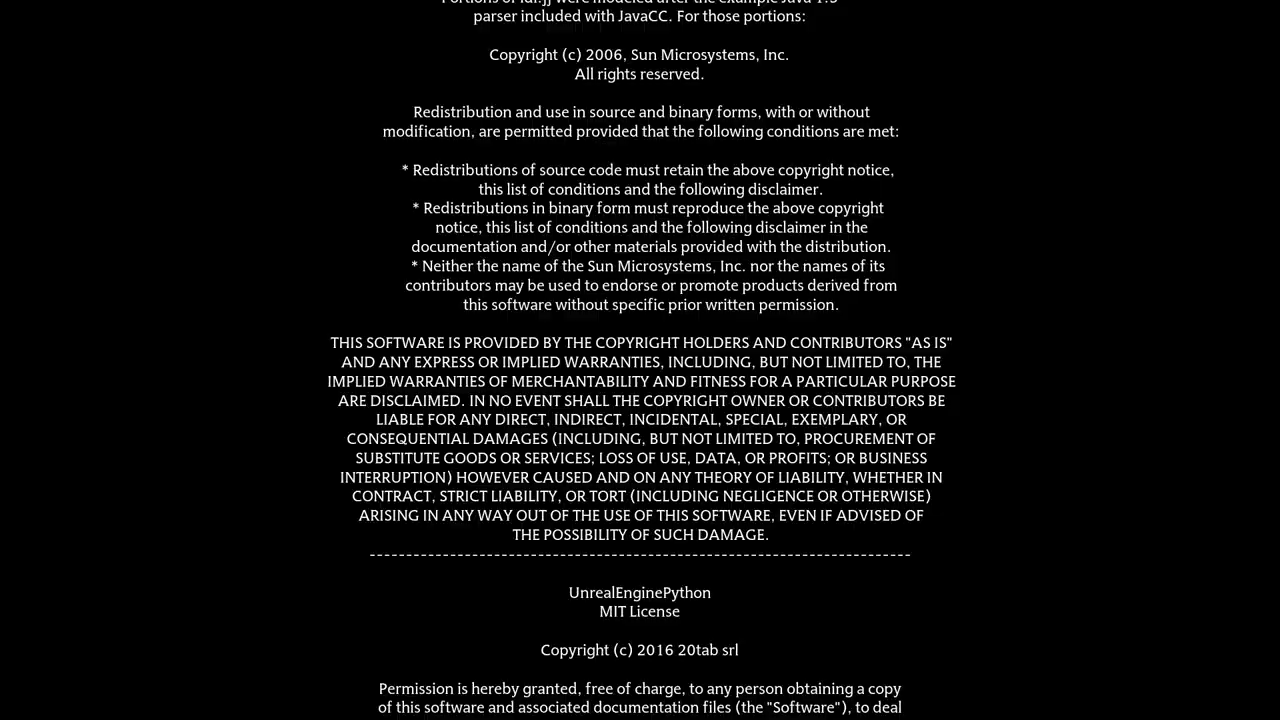 Portions of idl.jj were modeled after the example Java 1.5
parser included with JavaCC. For those portions:
Copyright (c) 2006, Sun Microsystems, Inc.
All rights reserved.
Redistribution and use in source and binary forms, with or without
modification, are permitted provided that the following conditions are met:
* Redistributions of source code must retain the above copyright notice,
this list of conditions and the following disclaimer.
* Redistributions in binary form must reproduce the above copyright
notice, this list of conditions and the following disclaimer in the
documentation and/or other materials provided with the distribution.
* Neither the name of the Sun Microsystems, Inc. nor the names of its
contributors may be used to endorse or promote products derived from
this software without specific prior written permission.
THIS SOFTWARE IS PROVIDED BY THE COPYRIGHT HOLDERS AND CONTRIBUTORS "AS IS"
AND ANY EXPRESS OR IMPLIED WARRANTIES, INCLUDING, BUT NOT LIMITED TO, THE
IMPLIED WARRANTIES OF MERCHANTABILITY AND FITNESS FOR A PARTICULAR PURPOSE
ARE DISCLAIMED. IN NO EVENT SHALL THE COPYRIGHT OWNER OR CONTRIBUTORS BE
LIABLE FOR ANY DIRECT, INDIRECT, INCIDENTAL, SPECIAL, EXEMPLARY, OR
CONSEQUENTIAL DAMAGES (INCLUDING, BUT NOT LIMITED TO, PROCUREMENT OF
SUBSTITUTE GOODS OR SERVICES; LOSS OF USE, DATA, OR PROFITS; OR BUSINESS
INTERRUPTION) HOWEVER CAUSED AND ON ANY THEORY OF LIABILITY, WHETHER IN
CONTRACT, STRICT LIABILITY, OR TORT (INCLUDING NEGLIGENCE OR OTHERWISE)
ARISING IN ANY WAY OUT OF THE USE OF THIS SOFTWARE, EVEN IF ADVISED OF
THE POSSIBILITY OF SUCH DAMAGE.
--------------------------------------------------------------------------
UnrealEnginePython
MIT License
Copyright (c) 2016 20tab srl
Permission is hereby granted, free of charge, to any person obtaining a copy
of this software and associated documentation files (the "Software"), to deal